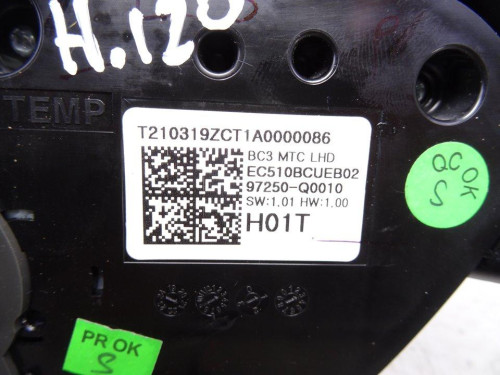 H.120
TEMP
T210319ZCT1A0000086
BC3 MTC LHD
EC510BCUEB02
97250-Q0010
SW:1.01 HW:1.00
H01T
QC OK
S
PR OK
S